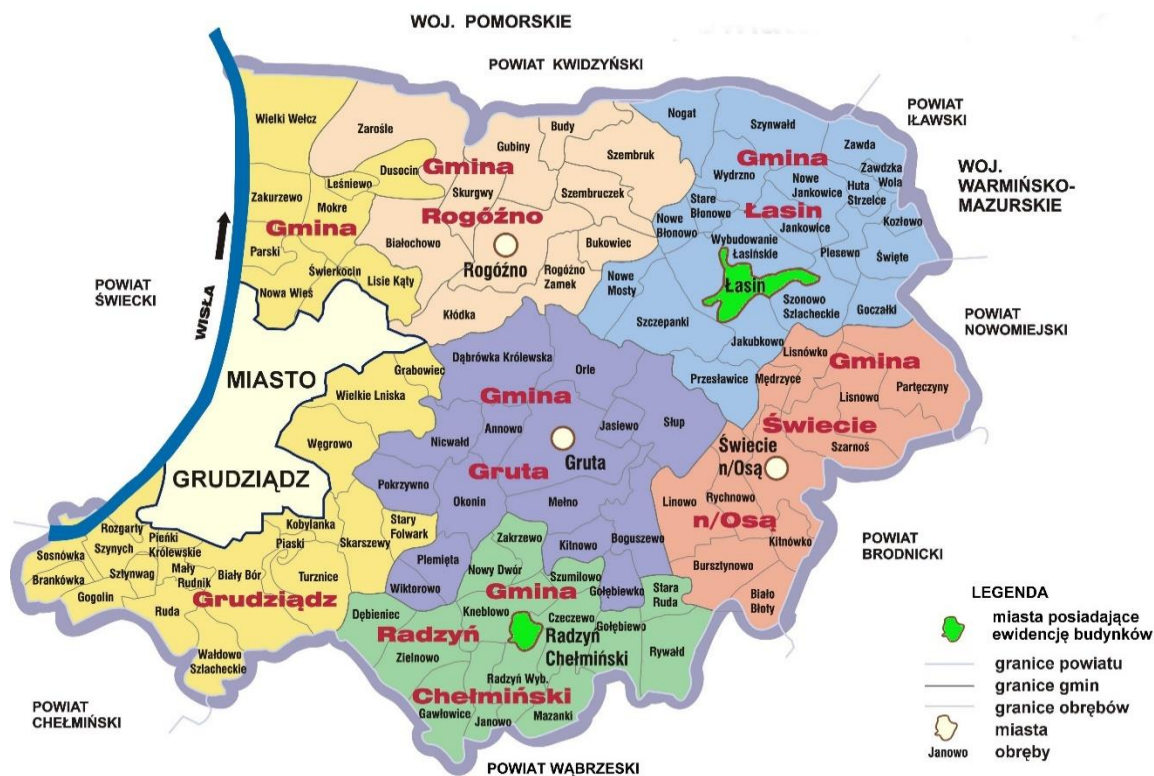 WOJ. POMORSKIE
POWIAT KWIDZYŃSKI
POWIAT
IŁAWSKI
WOJ.
WARMIŃSKO-
MAZURSKIE
POWIAT
NOWOMIEJSKI
POWIAT
BRODNICKI
POWIAT
ŚWIECKI
POWIAT
CHEŁMIŃSKI
POWIAT WĄBRZESKI
WISŁA
MIASTO
GRUDZIĄDZ
Wielki Wełcz
Zakurzewo
Leśniewo
Mokre
Dusocin
Gmina
Parski
Świerkocin
Nowa Wieś
Lisie Kąty
Zarośle
Gubiny
Budy
Szembruk
Gmina
Skurgwy
Szembruczek
Rogóźno
Białochowo
Rogóźno
Bukowiec
Rogóźno
Zamek
Kłódka
Nogat
Szynwałd
Zawda
Gmina
Zawdzka
Wola
Wydrzno
Nowe
Jankowice
Huta
Strzelce
Stare
Błonowo
Łasin
Kozłowo
Nowe
Błonowo
Jankowice
Wybudowanie
Łasińskie
Plesewo
Święte
Nowe
Mosty
Łasin
Szonowo
Szlacheckie
Goczałki
Szczepanki
Jakubkowo
Przesławice
Lisnówko
Gmina
Mędrzyce
Partęczyny
Lisnowo
Świecie
Świecie
n/Osą
Szarnoś
Linowo
Rychnowo
n/Osą
Kitnówko
Bursztynowo
Biało
Błoty
Dąbrówka Królewska
Orle
Gmina
Annowo
Jasiewo
Słup
Nicwałd
Gruta
Gruta
Pokrzywno
Okonin
Mełno
Boguszewo
Plemięta
Kitnowo
Wiktorowo
Gołębiewko
Grabowiec
Wielkie Lniska
Węgrowo
Stary
Folwark
Skarszewy
Kobylanka
Piaski
Rozgarty
Pieńki
Królewskie
Sosnówka
Szynych
Brankówka
Sztynwag
Mały
Rudnik
Biały Bór
Turznice
Gogolin
Ruda
Grudziądz
Wałdowo
Szlacheckie
Zakrzewo
Nowy Dwór
Szumiłowo
Gmina
Stara
Ruda
Dębieniec
Kneblowo
Czeczewo
Gołębiewo
Radzyń
Radzyń
Chełmiński
Zielnowo
Rywałd
Radzyń Wyb.
Chełmiński
Gawłowice
Janowo
Mazanki
LEGENDA
miasta posiadające
ewidencję budynków
granice powiatu
granice gmin
granice obrębów
miasta
Janowo obręby